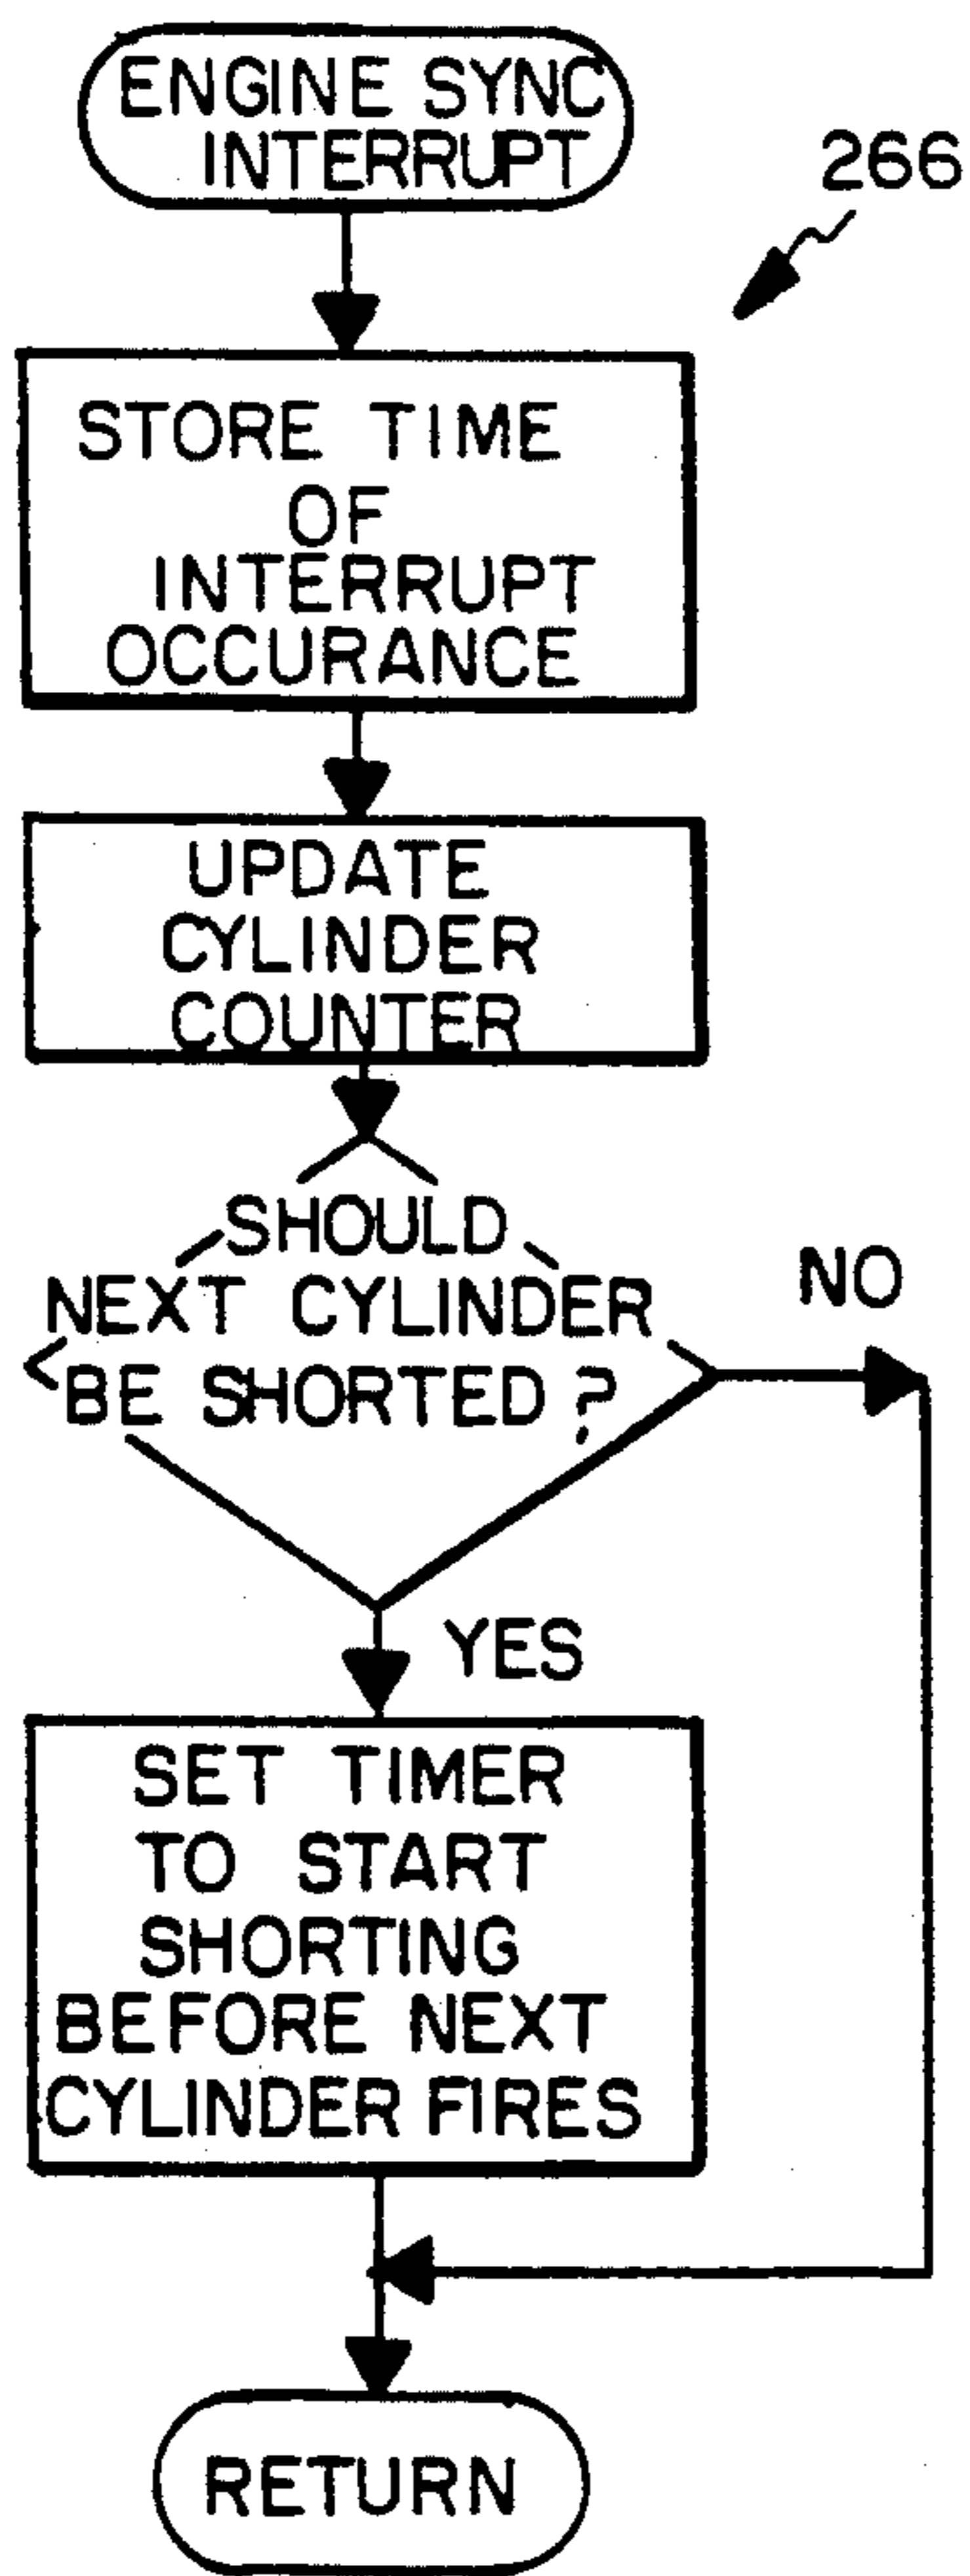 ENGINE SYNC
INTERRUPT
266
STORE TIME
OF
INTERRUPT
OCCURANCE
UPDATE
CYLINDER
COUNTER
SHOULD
NEXT CYLINDER
BE SHORTED?
NO
YES
SET TIMER
TO START
SHORTING
BEFORE NEXT
CYLINDER FIRES
RETURN